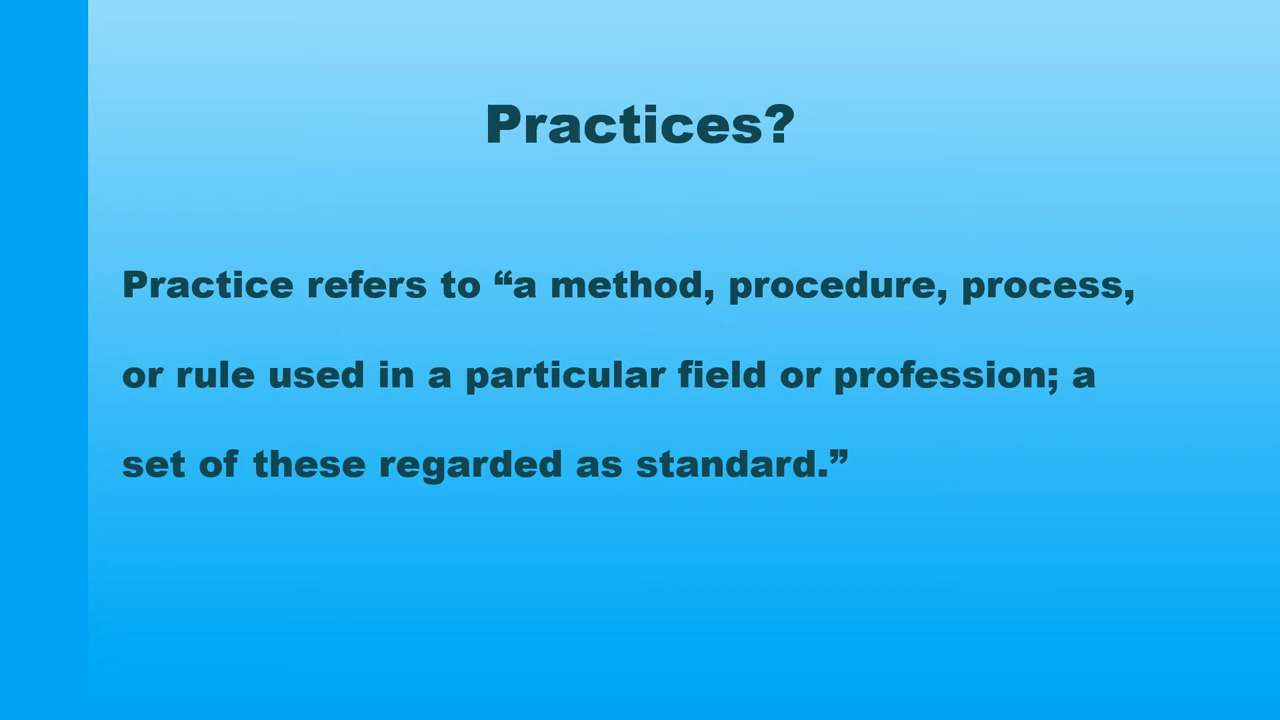 Practices?
Practice refers to “a method, procedure, process,
or rule used in a particular field or profession; a
set of these regarded as standard.”